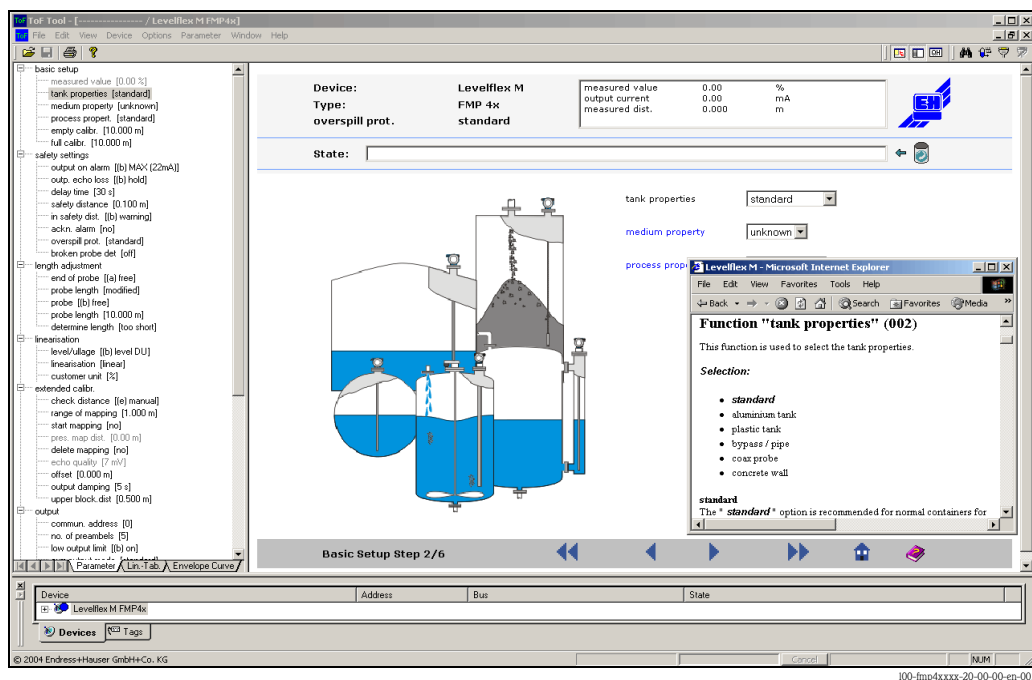 ToF Tool - [---------------- / Levelflex M FMP4x]
File Edit View Device Options Parameter Window Help
basic setup
measured value [0.00 %]
tank properties [standard]
medium property [unknown]
process propert. [standard]
empty calibr. [10.000 m]
full calibr. [10.000 m]
safety settings
output on alarm [(b) MAX (22mA)]
outp. echo loss [(b) hold]
delay time [30 s]
safety distance [0.100 m]
in safety dist. [(b) warning]
ackn. alarm [no]
overspill prot. [standard]
broken probe det [off]
length adjustment
end of probe [(a) free]
probe length [modified]
probe [(b) free]
probe length [10.000 m]
determine length [too short]
linearisation
level/ullage [(b) level DU]
linearisation [linear]
customer unit [%]
extended calibr.
check distance [(e) manual]
range of mapping [1.000 m]
start mapping [no]
pres. map dist. [0.00 m]
delete mapping [no]
echo quality [7 mV]
offset [0.000 m]
output damping [5 s]
upper block. dist [0.500 m]
output
commun. address [0]
no. of preambels [5]
low output limit [(b) on]
Parameter Lin.-Tab. Envelope Curve
Device: Levelflex M
Type: FMP 4x
overspill prot. standard
measured value 0.00 %
output current 0.00 mA
measured dist. 0.000 m
EH
State:
tank properties standard
medium property unknown
process prop
Levelflex M - Microsoft Internet Explorer
File Edit View Favorites Tools Help
Back Search Favorites Media »
Function "tank properties" (002)
This function is used to select the tank properties.
Selection:
• standard
• aluminium tank
• plastic tank
• bypass / pipe
• coax probe
• concrete wall
standard
The * standard * option is recommended for normal containers for
Basic Setup Step 2/6
Device Address Bus State
Levelflex M FMP4x
Devices Tags
© 2004 Endress+Hauser GmbH+Co. KG
Cancel
NUM
l00-fmp4xxxx-20-00-00-en-00